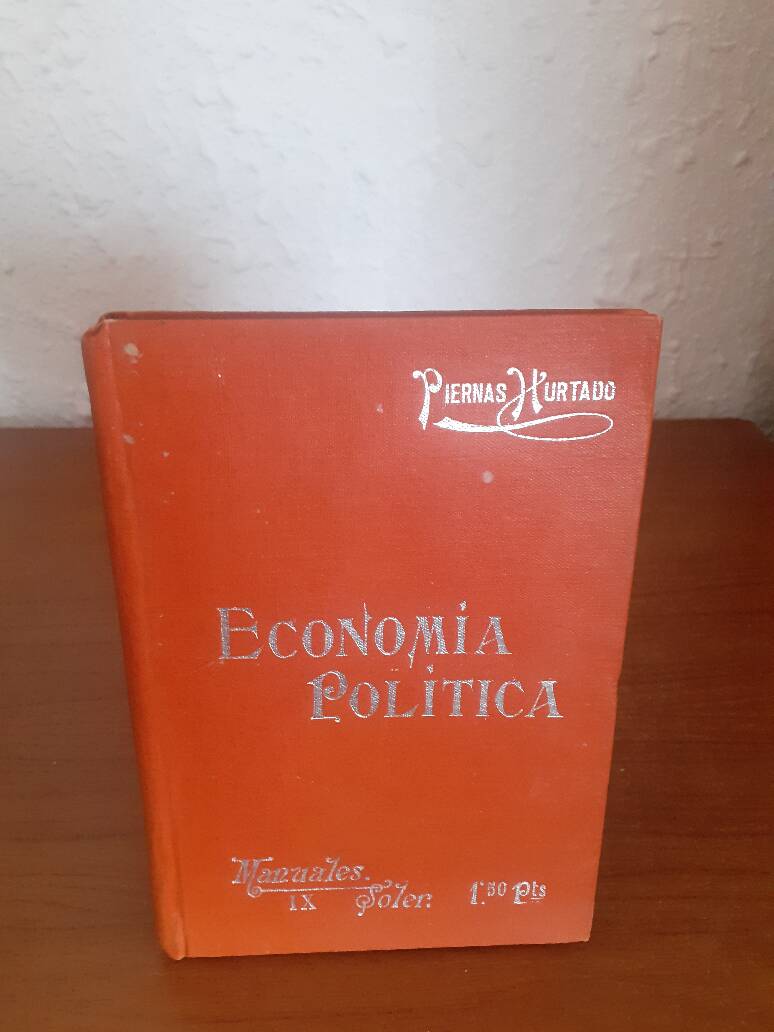 PIERNAS HURTADO
ECONOMÍA
POLÍTICA
Manuales.
IX Soler. 1.50 Pts